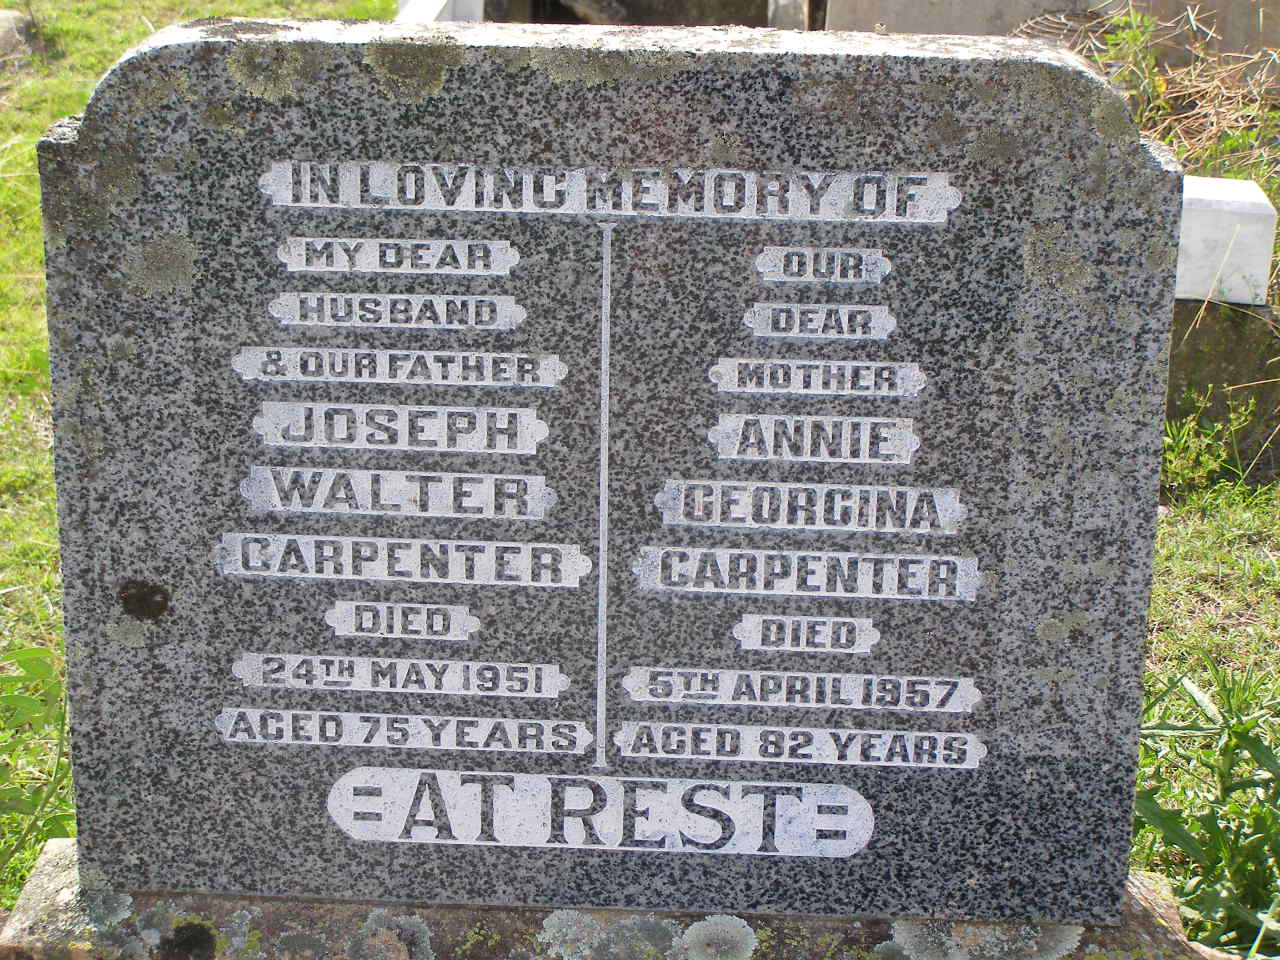 IN LOVING MEMORY OF
MY DEAR
HUSBAND
& OUR FATHER
JOSEPH
WALTER
CARPENTER
DIED
24TH MAY 1951
AGED 75 YEARS
OUR
DEAR
MOTHER
ANNIE
GEORGINA
CARPENTER
DIED
5TH APRIL 1957
AGED 82 YEARS
=AT REST=